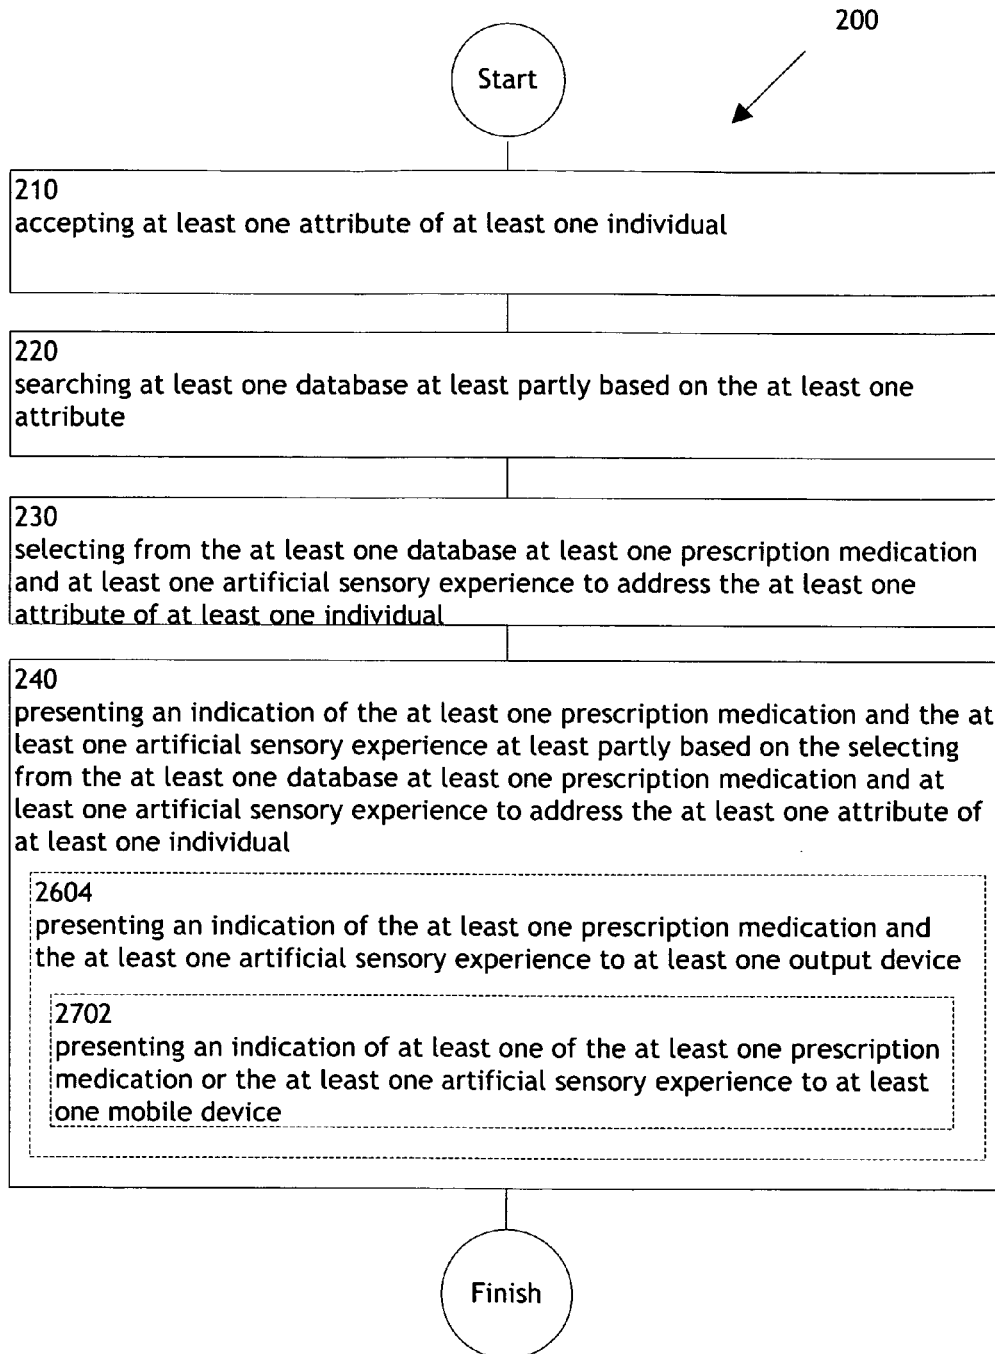 200
Start
210
accepting at least one attribute of at least one individual
220
searching at least one database at least partly based on the at least one
attribute
230
selecting from the at least one database at least one prescription medication
and at least one artificial sensory experience to address the at least one
attribute of at least one individual
240
presenting an indication of the at least one prescription medication and the at
least one artificial sensory experience at least partly based on the selecting
from the at least one database at least one prescription medication and at
least one artificial sensory experience to address the at least one attribute of
at least one individual
2604
presenting an indication of the at least one prescription medication and
the at least one artificial sensory experience to at least one output device
2702
presenting an indication of at least one of the at least one prescription
medication or the at least one artificial sensory experience to at least
one mobile device
Finish